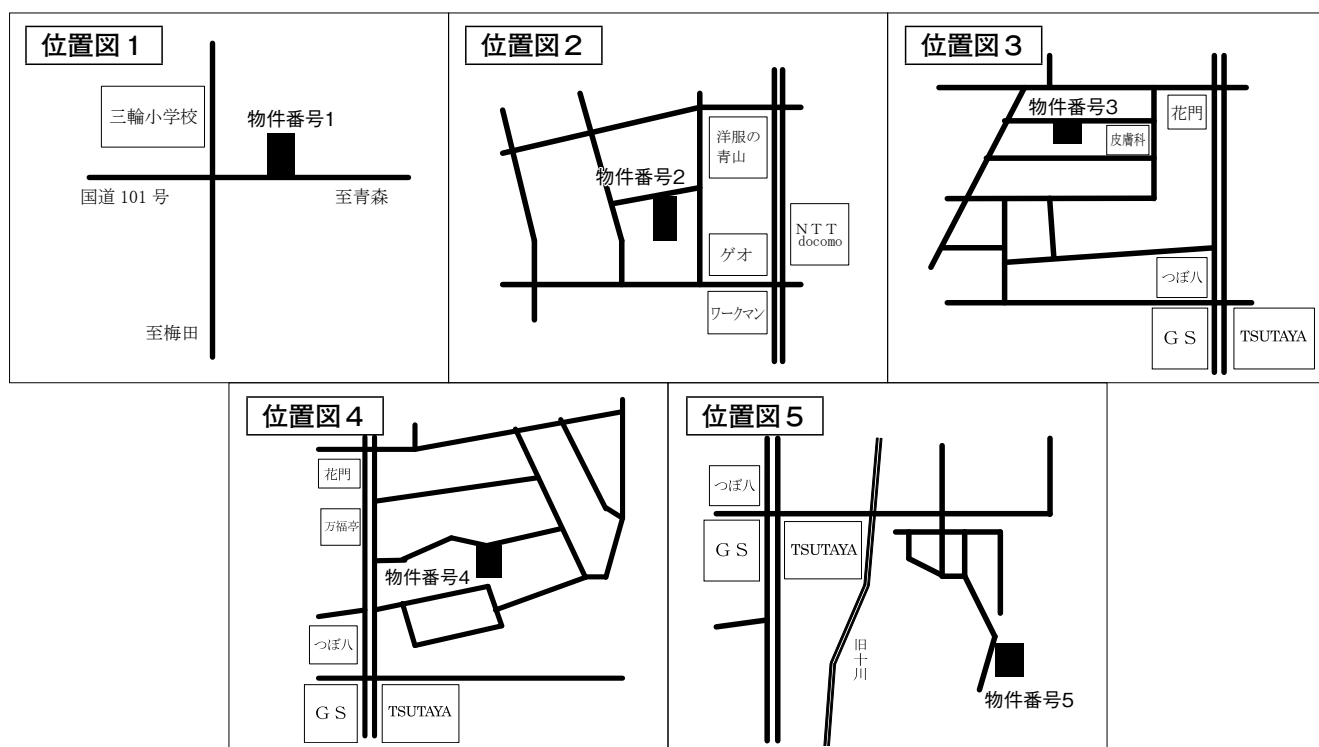 位置図1
三輪小学校
物件番号1
国道 101 号
至青森
至梅田
位置図2
洋服の
青山
物件番号2
NTT
docomo
ゲオ
ワークマン
位置図3
物件番号3
花門
皮膚科
つぼ八
GS
TSUTAYA
位置図4
花門
万福亭
物件番号4
つぼ八
GS
TSUTAYA
位置図5
つぼ八
GS
TSUTAYA
旧十川
物件番号5